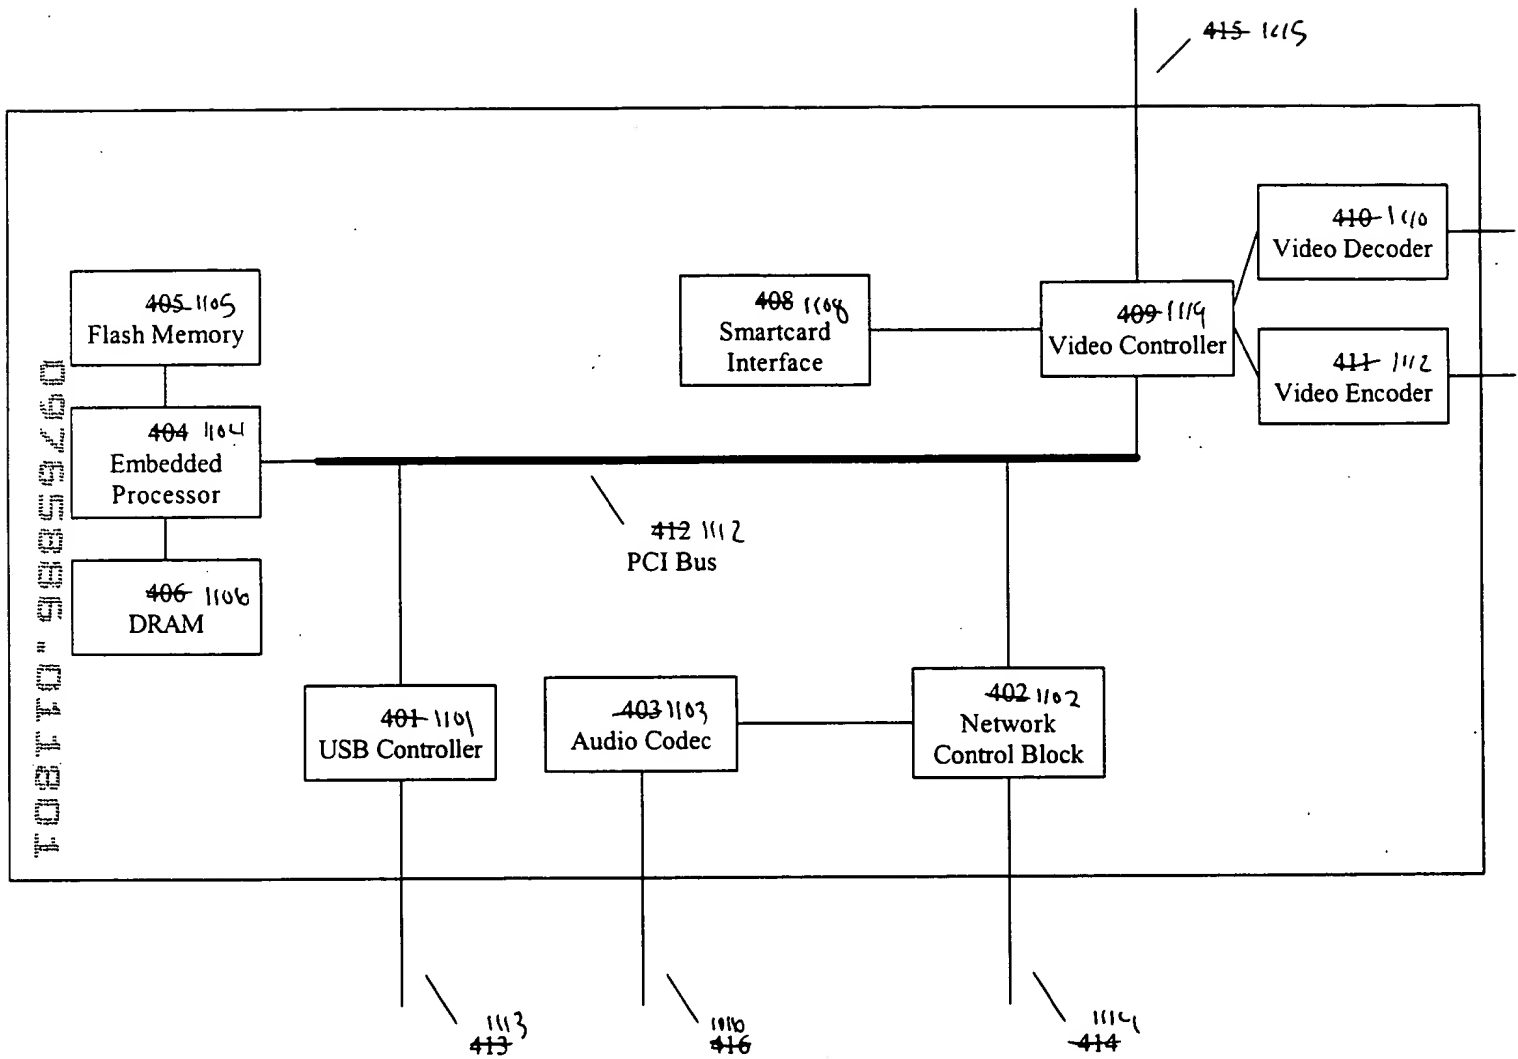 415 1115
410 1110
Video Decoder
405 1105
Flash Memory
408 1108
Smartcard
Interface
409 1119
Video Controller
411 1112
Video Encoder
404 1104
Embedded
Processor
412 1112
PCI Bus
406 1106
DRAM
401 1101
USB Controller
403 1103
Audio Codec
402 1102
Network
Control Block
1113
413
416
1114
414
09765886.011801